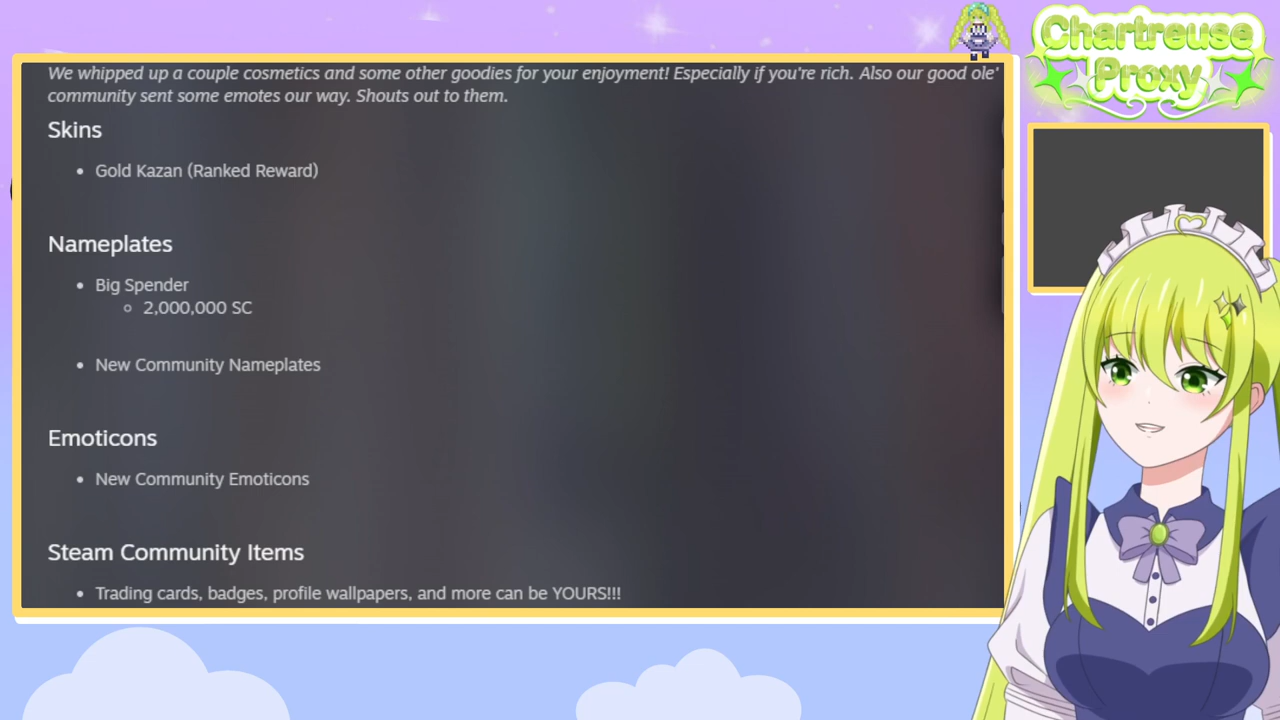 Chartreuse
Proxy
We whipped up a couple cosmetics and some other goodies for your enjoyment! Especially if you're rich. Also our good ole'
community sent some emotes our way. Shouts out to them.
Skins
• Gold Kazan (Ranked Reward)
Nameplates
• Big Spender
◦ 2,000,000 SC
• New Community Nameplates
Emoticons
• New Community Emoticons
Steam Community Items
• Trading cards, badges, profile wallpapers, and more can be YOURS!!!